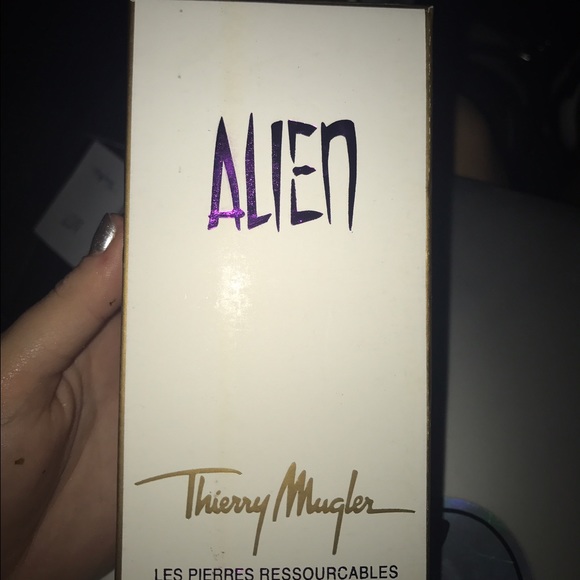 ALIEN
Thierry Mugler
LES PIERRES RESSOURCABLES